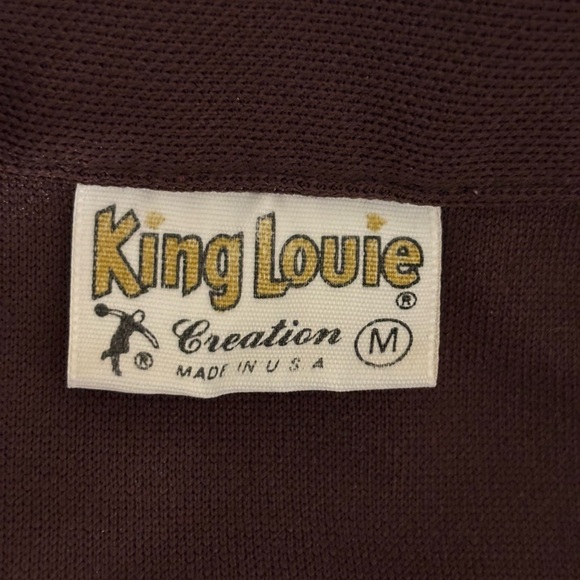 King Louie ®
® Creation M
MADE IN U S A